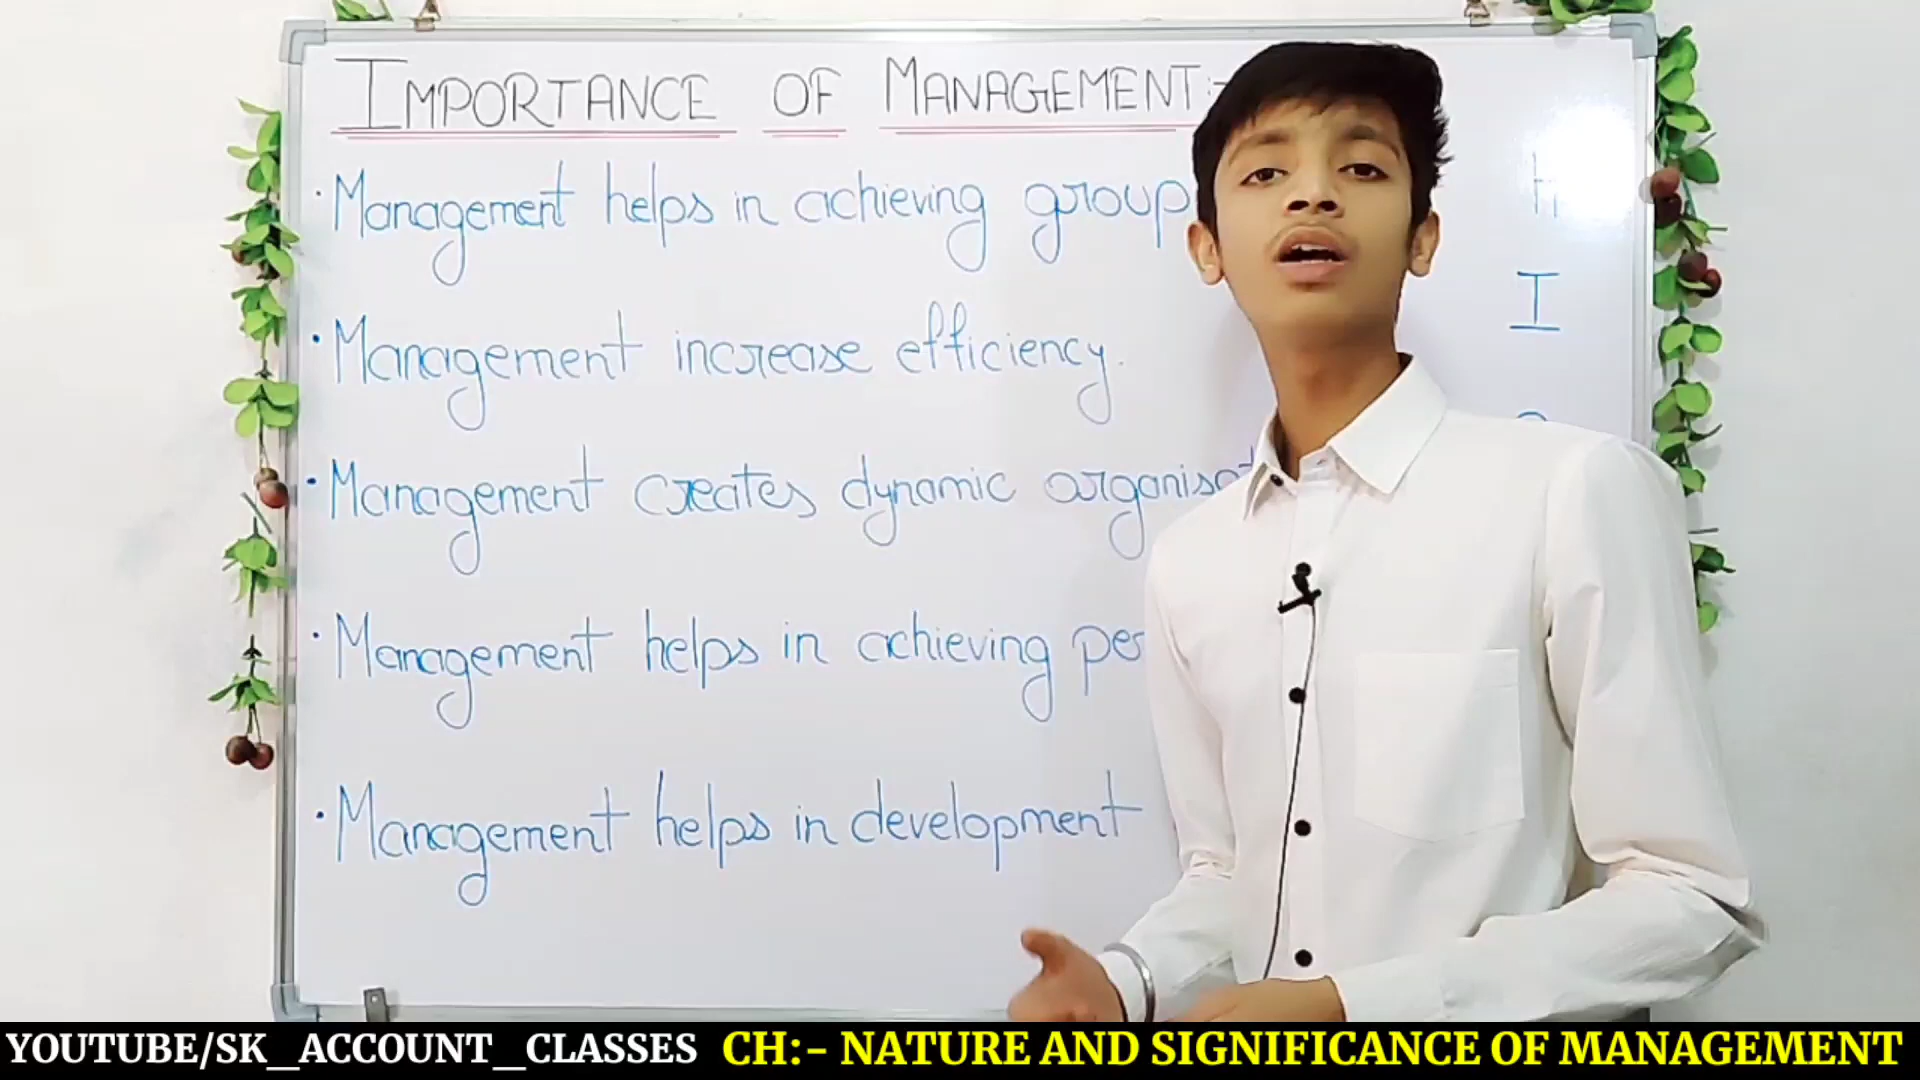 IMPORTANCE OF MANAGEMENT:-
• Management helps in achieving group
• Management increase efficiency.
I
• Management creates dynamic organisat
• Management helps in achieving per
• Management helps in development
YOUTUBE/SK_ACCOUNT_CLASSES CH:- NATURE AND SIGNIFICANCE OF MANAGEMENT